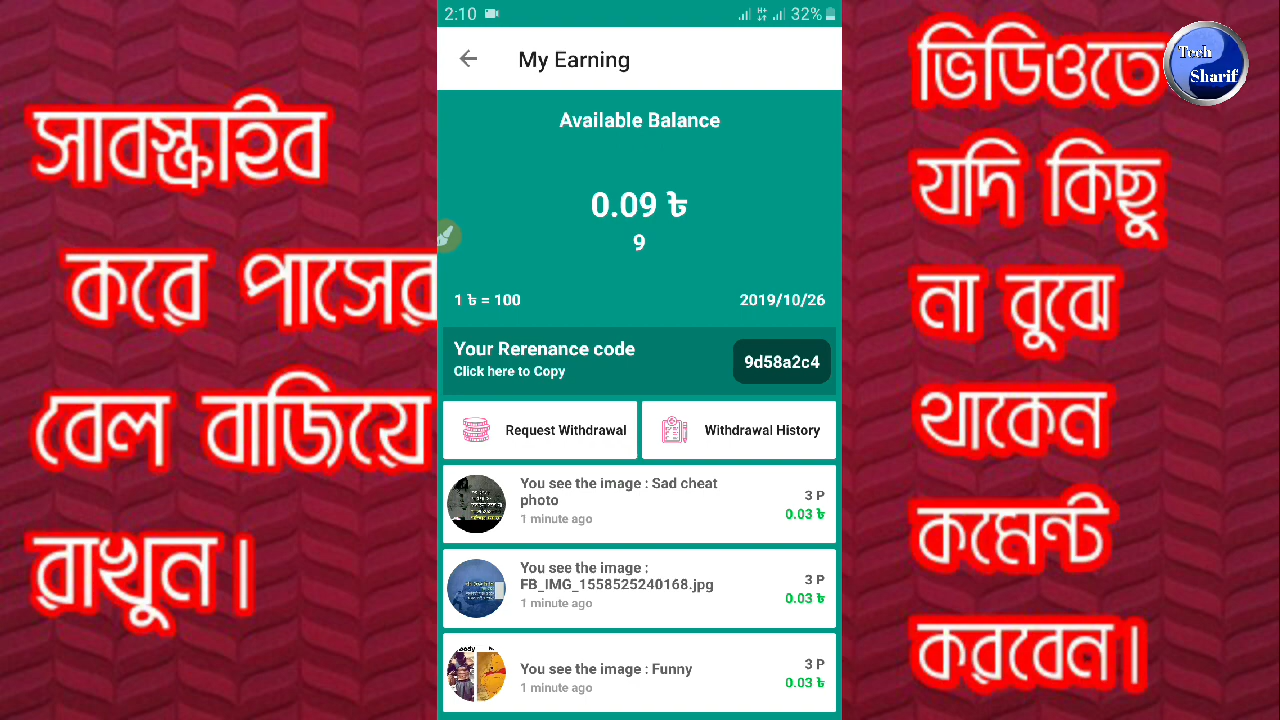 সাবস্ক্রাইব
করে পাসের
বেল বাজিয়ে
রাখুন।
2:10
H+
32%
My Earning
Available Balance
0.09 ৳
9
1 ৳ = 100
2019/10/26
Your Rerenance code
9d58a2c4
Click here to Copy
Request Withdrawal
Withdrawal History
You see the image : Sad cheat
photo
3 P
1 minute ago
0.03 ৳
You see the image :
FB_IMG_1558525240168.jpg
3 P
1 minute ago
0.03 ৳
You see the image : Funny
3 P
1 minute ago
0.03 ৳
ভিডিওতে
যদি কিছু
না বুঝে
থাকেন
কমেন্ট
করবেন।
Tech
Sharif